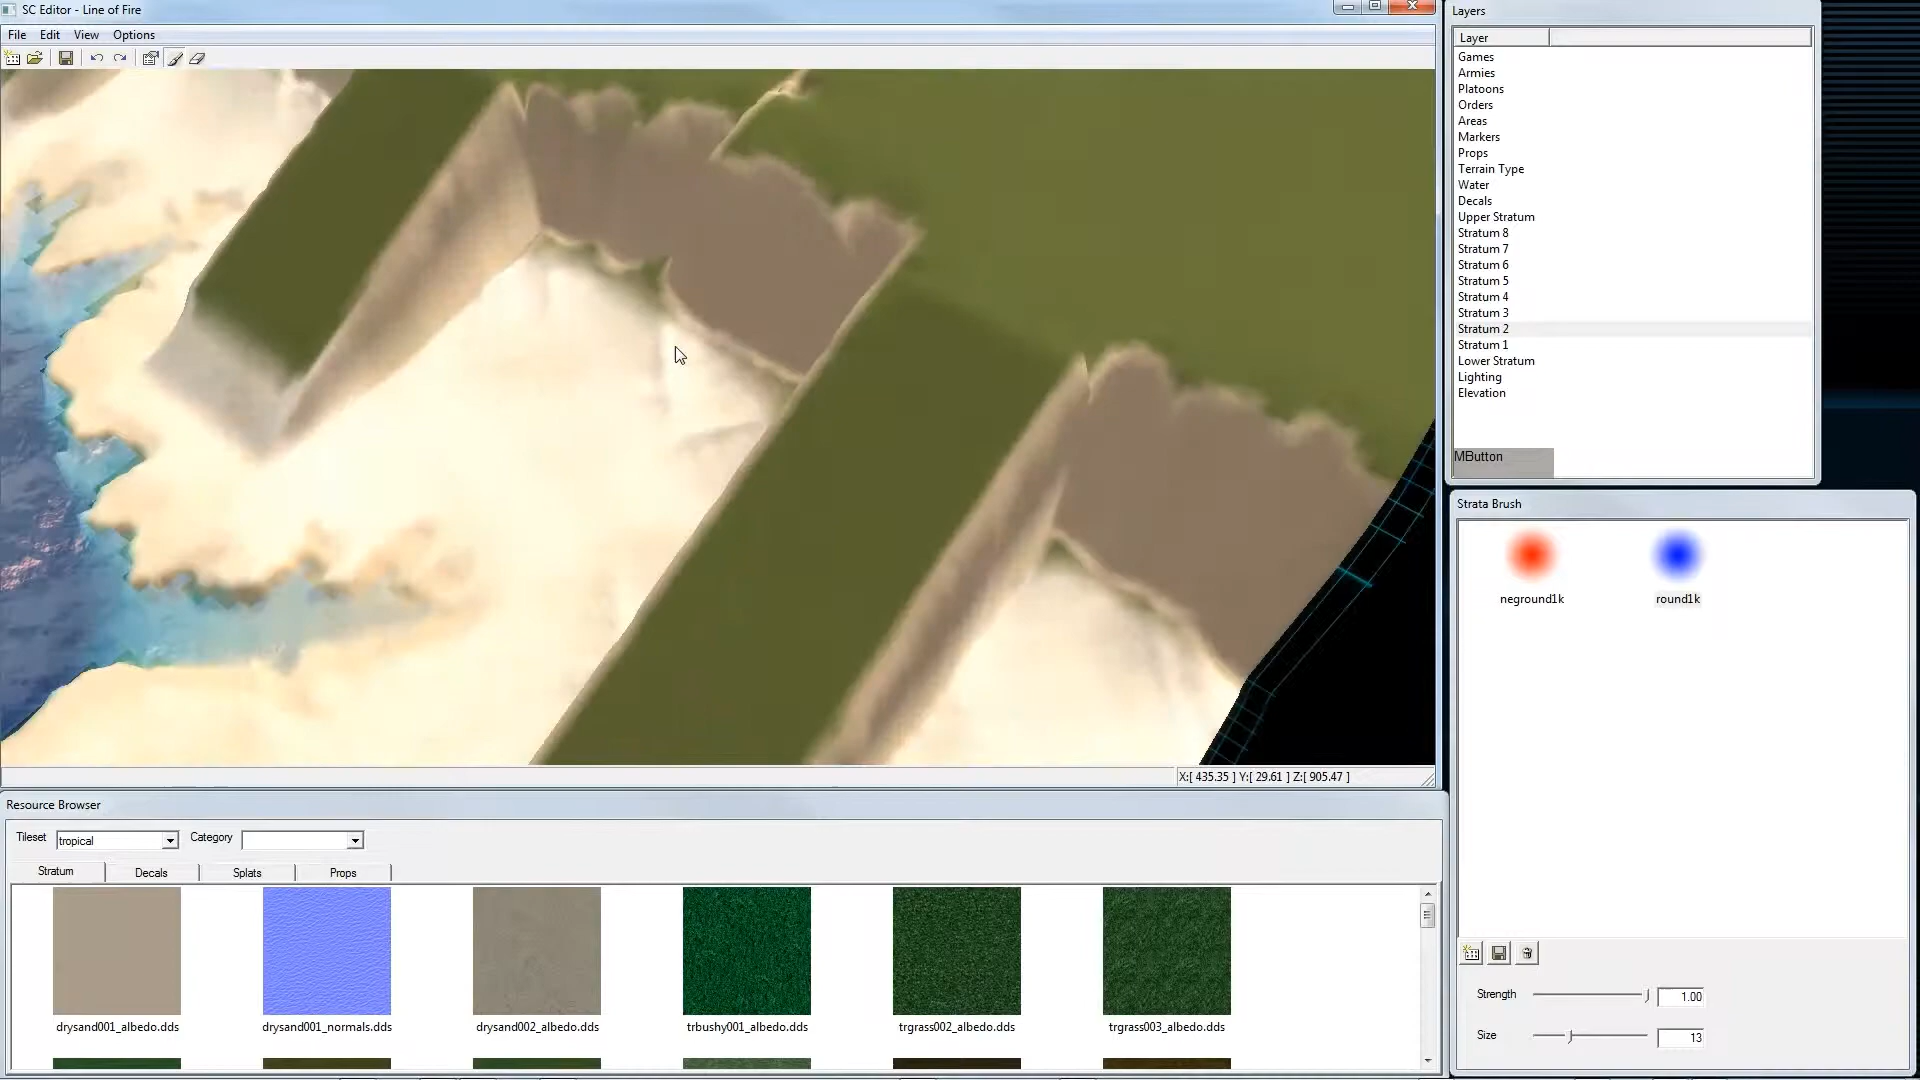 SC Editor - Line of Fire
File Edit View Options
X:[ 435.35 ] Y:[ 29.61 ] Z:[ 905.47 ]
Layers
Layer
Games
Armies
Platoons
Orders
Areas
Markers
Props
Terrain Type
Water
Decals
Upper Stratum
Stratum 8
Stratum 7
Stratum 6
Stratum 5
Stratum 4
Stratum 3
Stratum 2
Stratum 1
Lower Stratum
Lighting
Elevation
MButton
Strata Brush
neground1k round1k
Strength 1.00
Size 13
Resource Browser
Tileset tropical Category
Stratum Decals Splats Props
drysand001_albedo.dds drysand001_normals.dds drysand002_albedo.dds trbushy001_albedo.dds trgrass002_albedo.dds trgrass003_albedo.dds